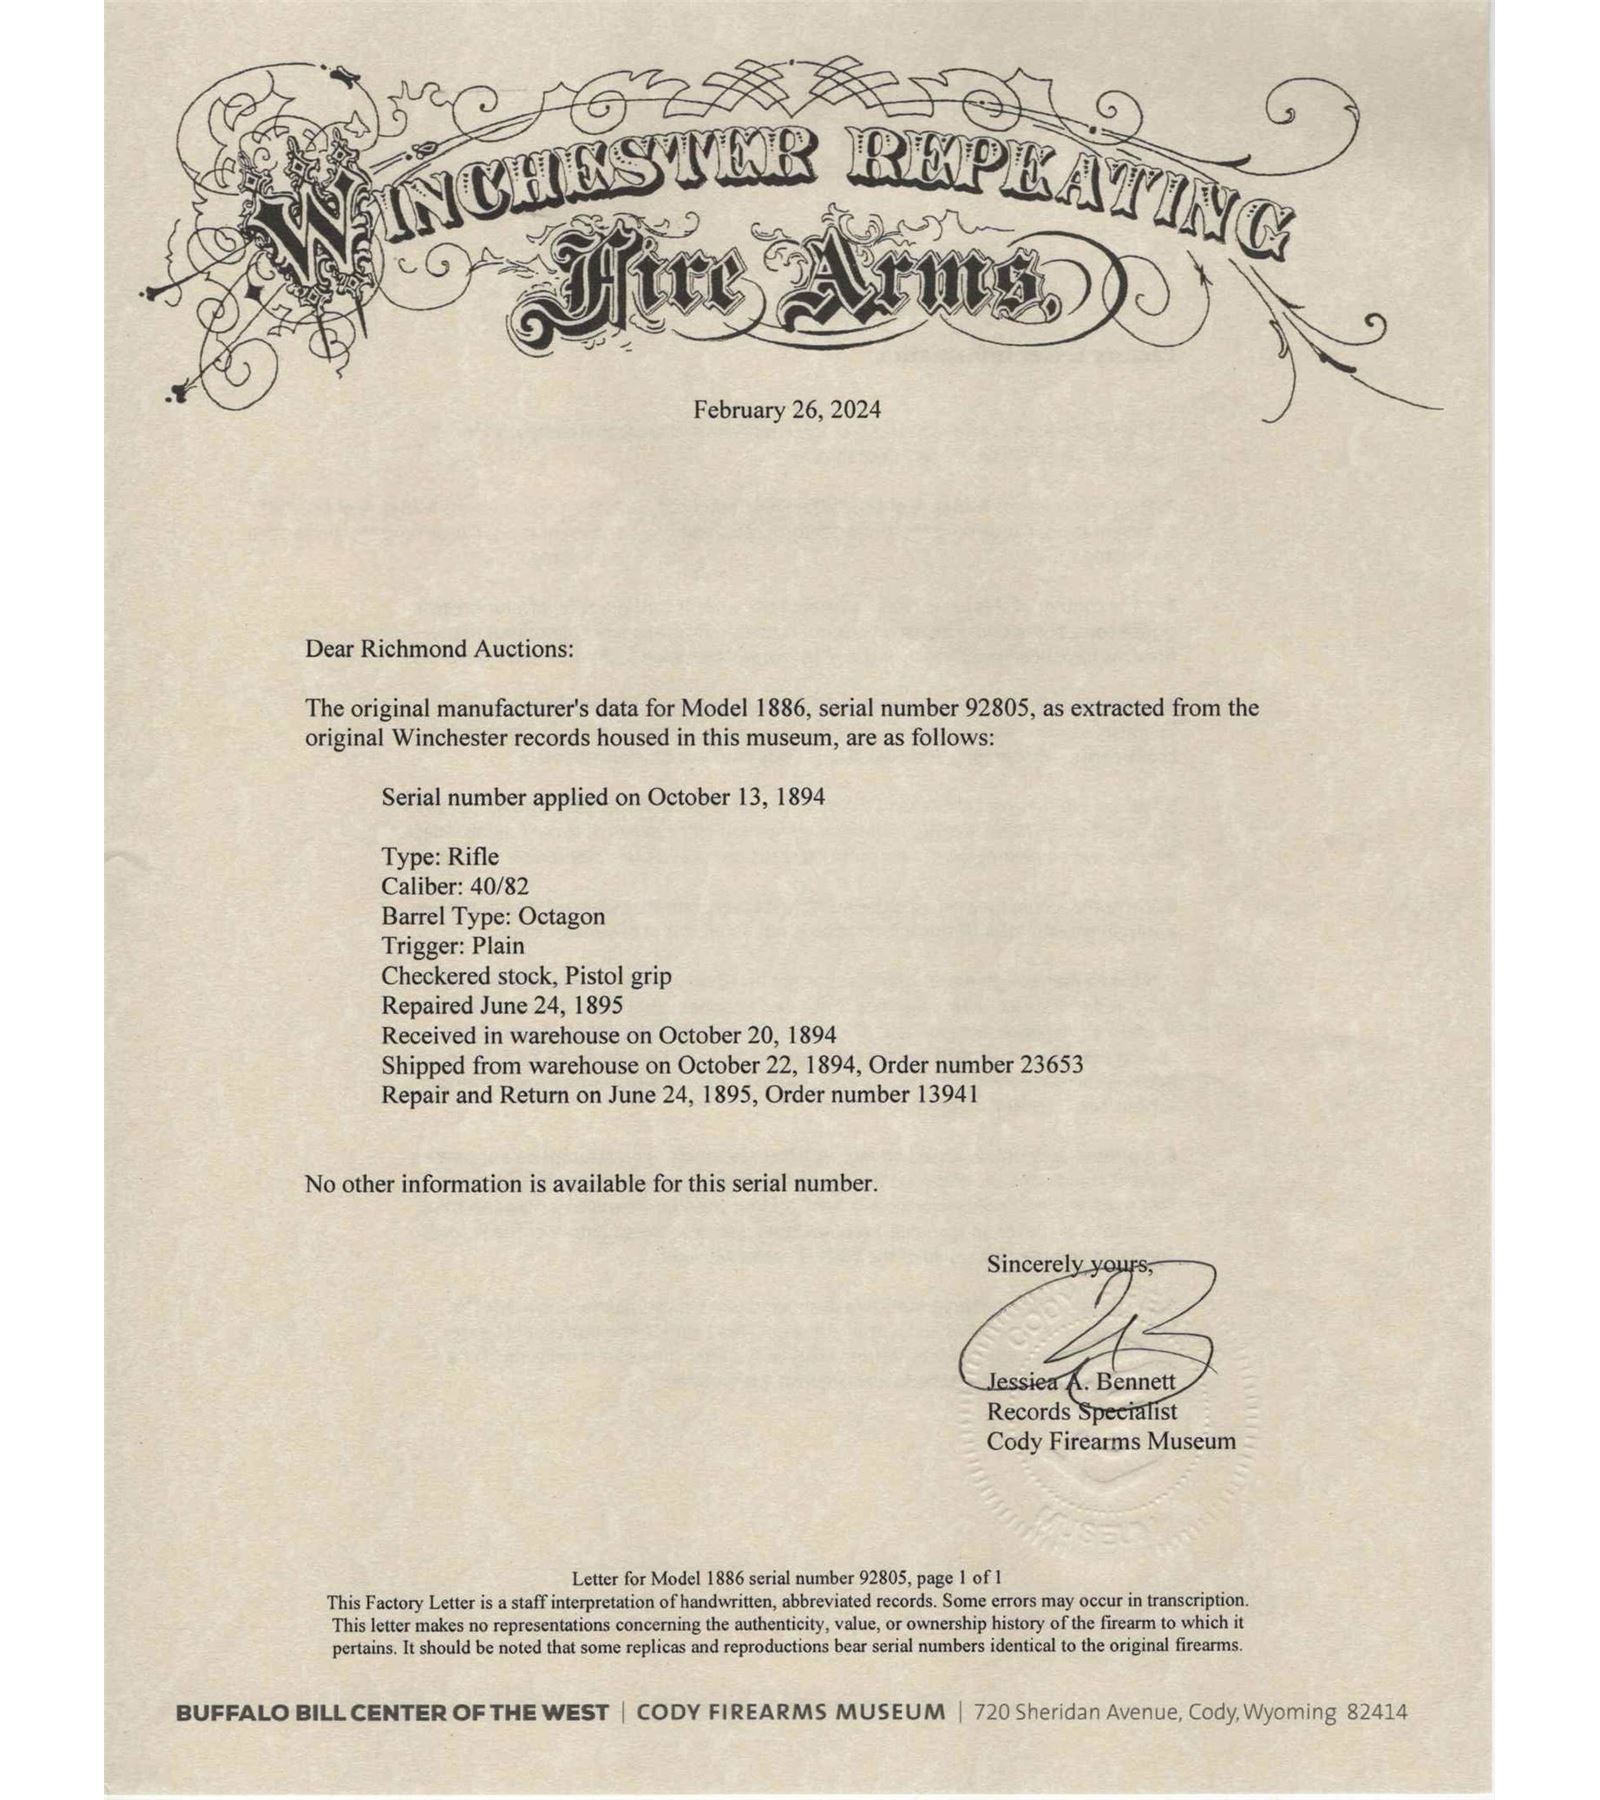 WINCHESTER REPEATING
Fire Arms,
February 26, 2024
Dear Richmond Auctions:
The original manufacturer's data for Model 1886, serial number 92805, as extracted from the
original Winchester records housed in this museum, are as follows:
Serial number applied on October 13, 1894
Type: Rifle
Caliber: 40/82
Barrel Type: Octagon
Trigger: Plain
Checkered stock, Pistol grip
Repaired June 24, 1895
Received in warehouse on October 20, 1894
Shipped from warehouse on October 22, 1894, Order number 23653
Repair and Return on June 24, 1895, Order number 13941
No other information is available for this serial number.
Sincerely yours,
CODY
Jessica A. Bennett
Records Specialist
Cody Firearms Museum
MUSEUM
Letter for Model 1886 serial number 92805, page 1 of 1
This Factory Letter is a staff interpretation of handwritten, abbreviated records. Some errors may occur in transcription.
This letter makes no representations concerning the authenticity, value, or ownership history of the firearm to which it
pertains. It should be noted that some replicas and reproductions bear serial numbers identical to the original firearms.
BUFFALO BILL CENTER OF THE WEST | CODY FIREARMS MUSEUM | 720 Sheridan Avenue, Cody, Wyoming 82414